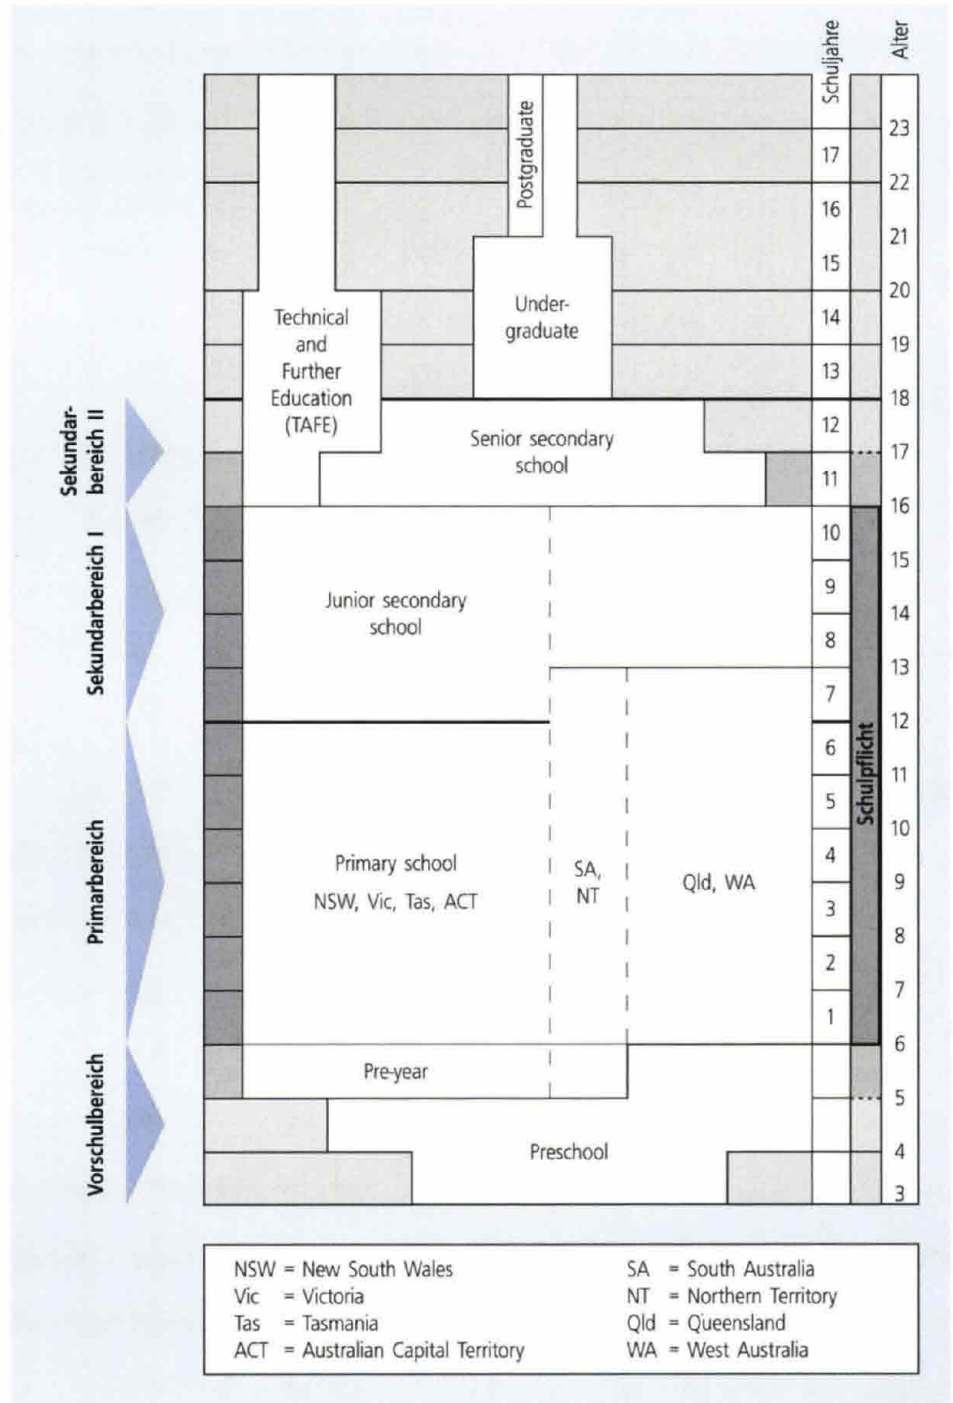 Schuljahre
Alter
Postgraduate
23
17
22
16
21
15
20
Under-
graduate
14
19
13
18
Technical
and
Further
Education
(TAFE)
Sekundar-
bereich II
Senior secondary
school
12
17
11
16
Sekundarbereich I
Junior secondary
school
10
15
9
14
8
13
7
12
Schulpflicht
6
11
5
10
Primarbereich
Primary school
NSW, Vic, Tas, ACT
SA,
NT
Qld, WA
4
9
3
8
2
7
1
6
Vorschulbereich
Pre-year
5
Preschool
4
3
NSW = New South Wales
Vic = Victoria
Tas = Tasmania
ACT = Australian Capital Territory
SA = South Australia
NT = Northern Territory
Qld = Queensland
WA = West Australia